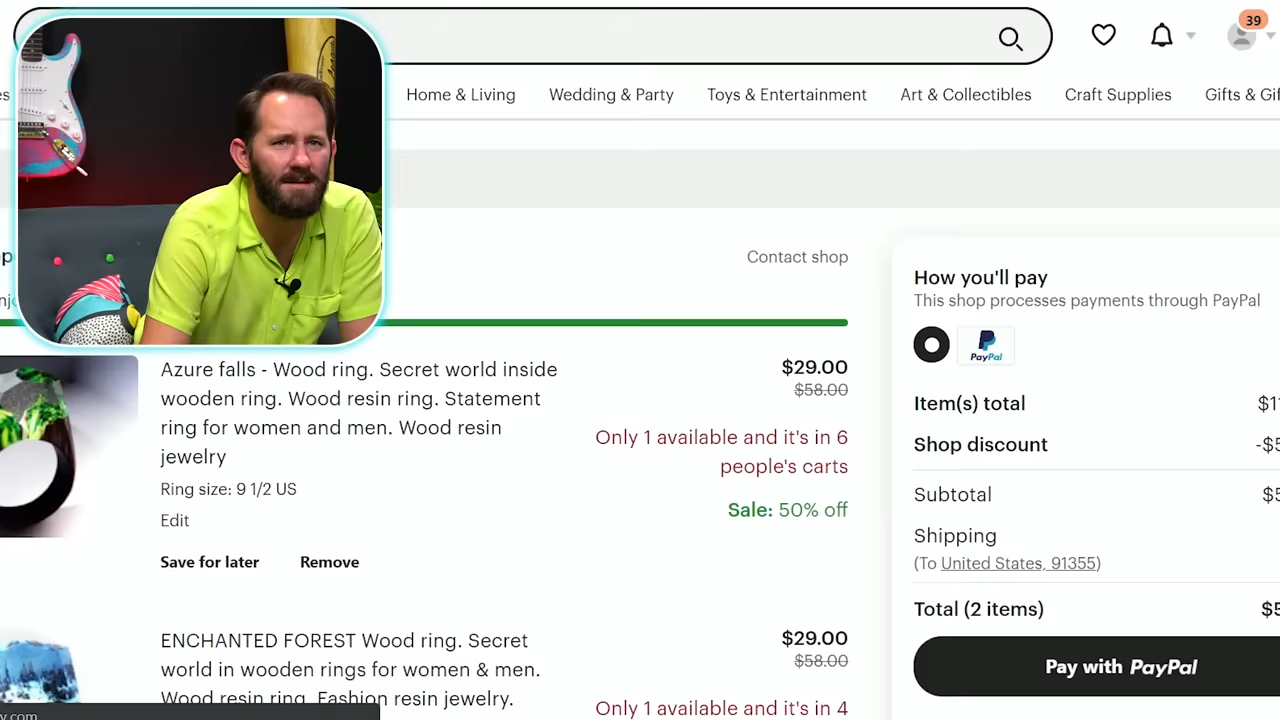 39
Home & Living
Wedding & Party
Toys & Entertainment
Art & Collectibles
Craft Supplies
Gifts &
Contact shop
Azure falls - Wood ring. Secret world inside
wooden ring. Wood resin ring. Statement
ring for women and men. Wood resin
jewelry
Ring size: 9 1/2 US
Edit
Save for later
Remove
$29.00
$58.00
Only 1 available and it's in 6
people's carts
Sale: 50% off
ENCHANTED FOREST Wood ring. Secret
world in wooden rings for women & men.
Wood resin ring. Fashion resin jewelry.
$29.00
$58.00
Only 1 available and it's in 4
How you'll pay
This shop processes payments through PayPal
PayPal
Item(s) total
Shop discount
Subtotal
Shipping
(To United States, 91355)
Total (2 items)
Pay with PayPal